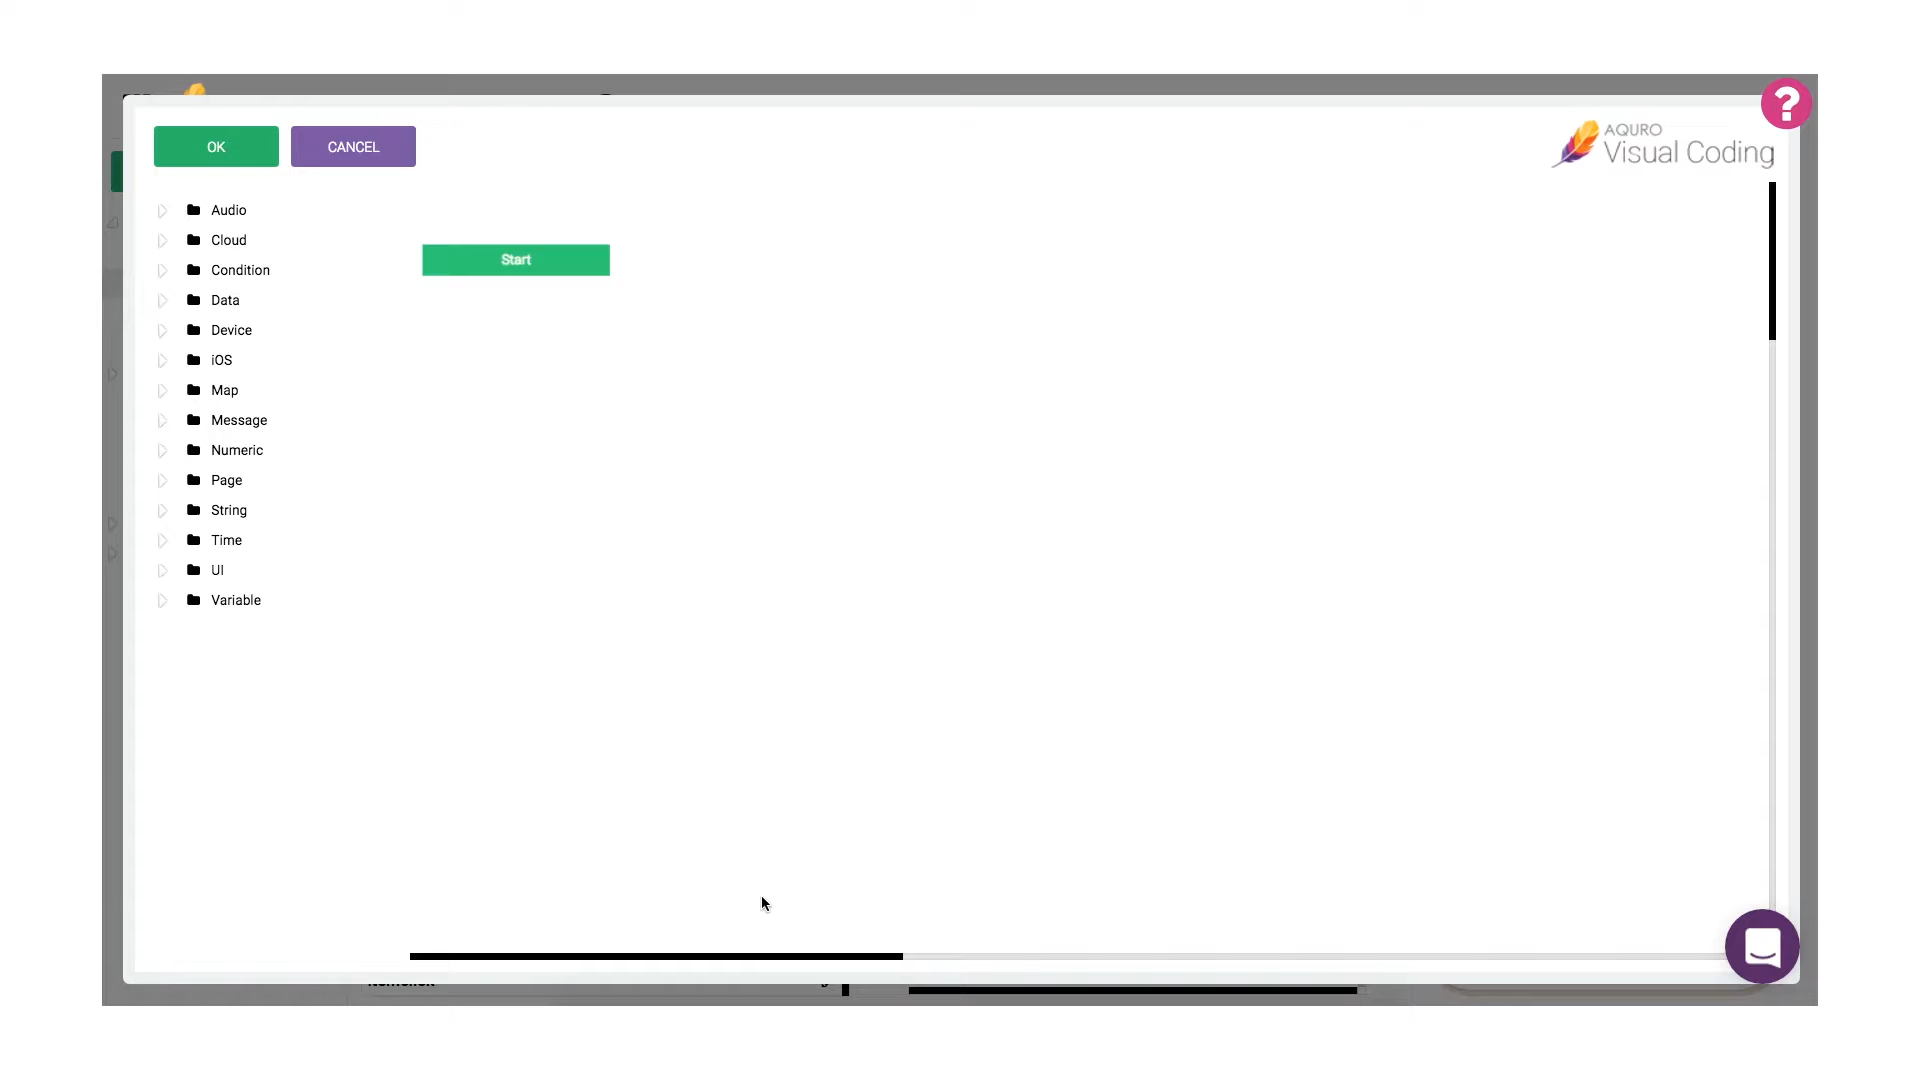 OK
CANCEL
AQURO
Visual Coding
Audio
Cloud
Condition
Data
Device
iOS
Map
Message
Numeric
Page
String
Time
UI
Variable
Start